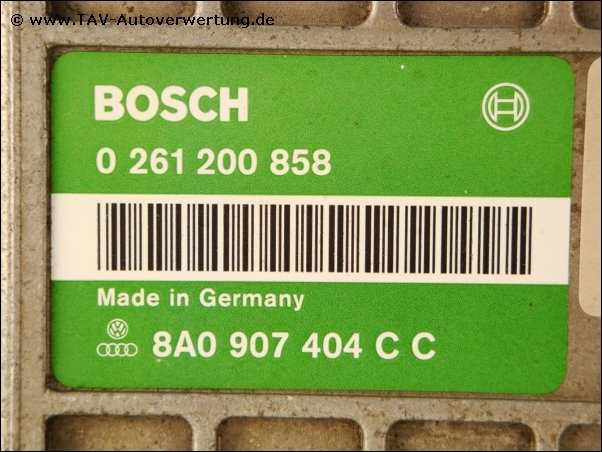 © www.TAV-Autoverwertung.de
BOSCH
0 261 200 858
Made in Germany
8A0 907 404 C C